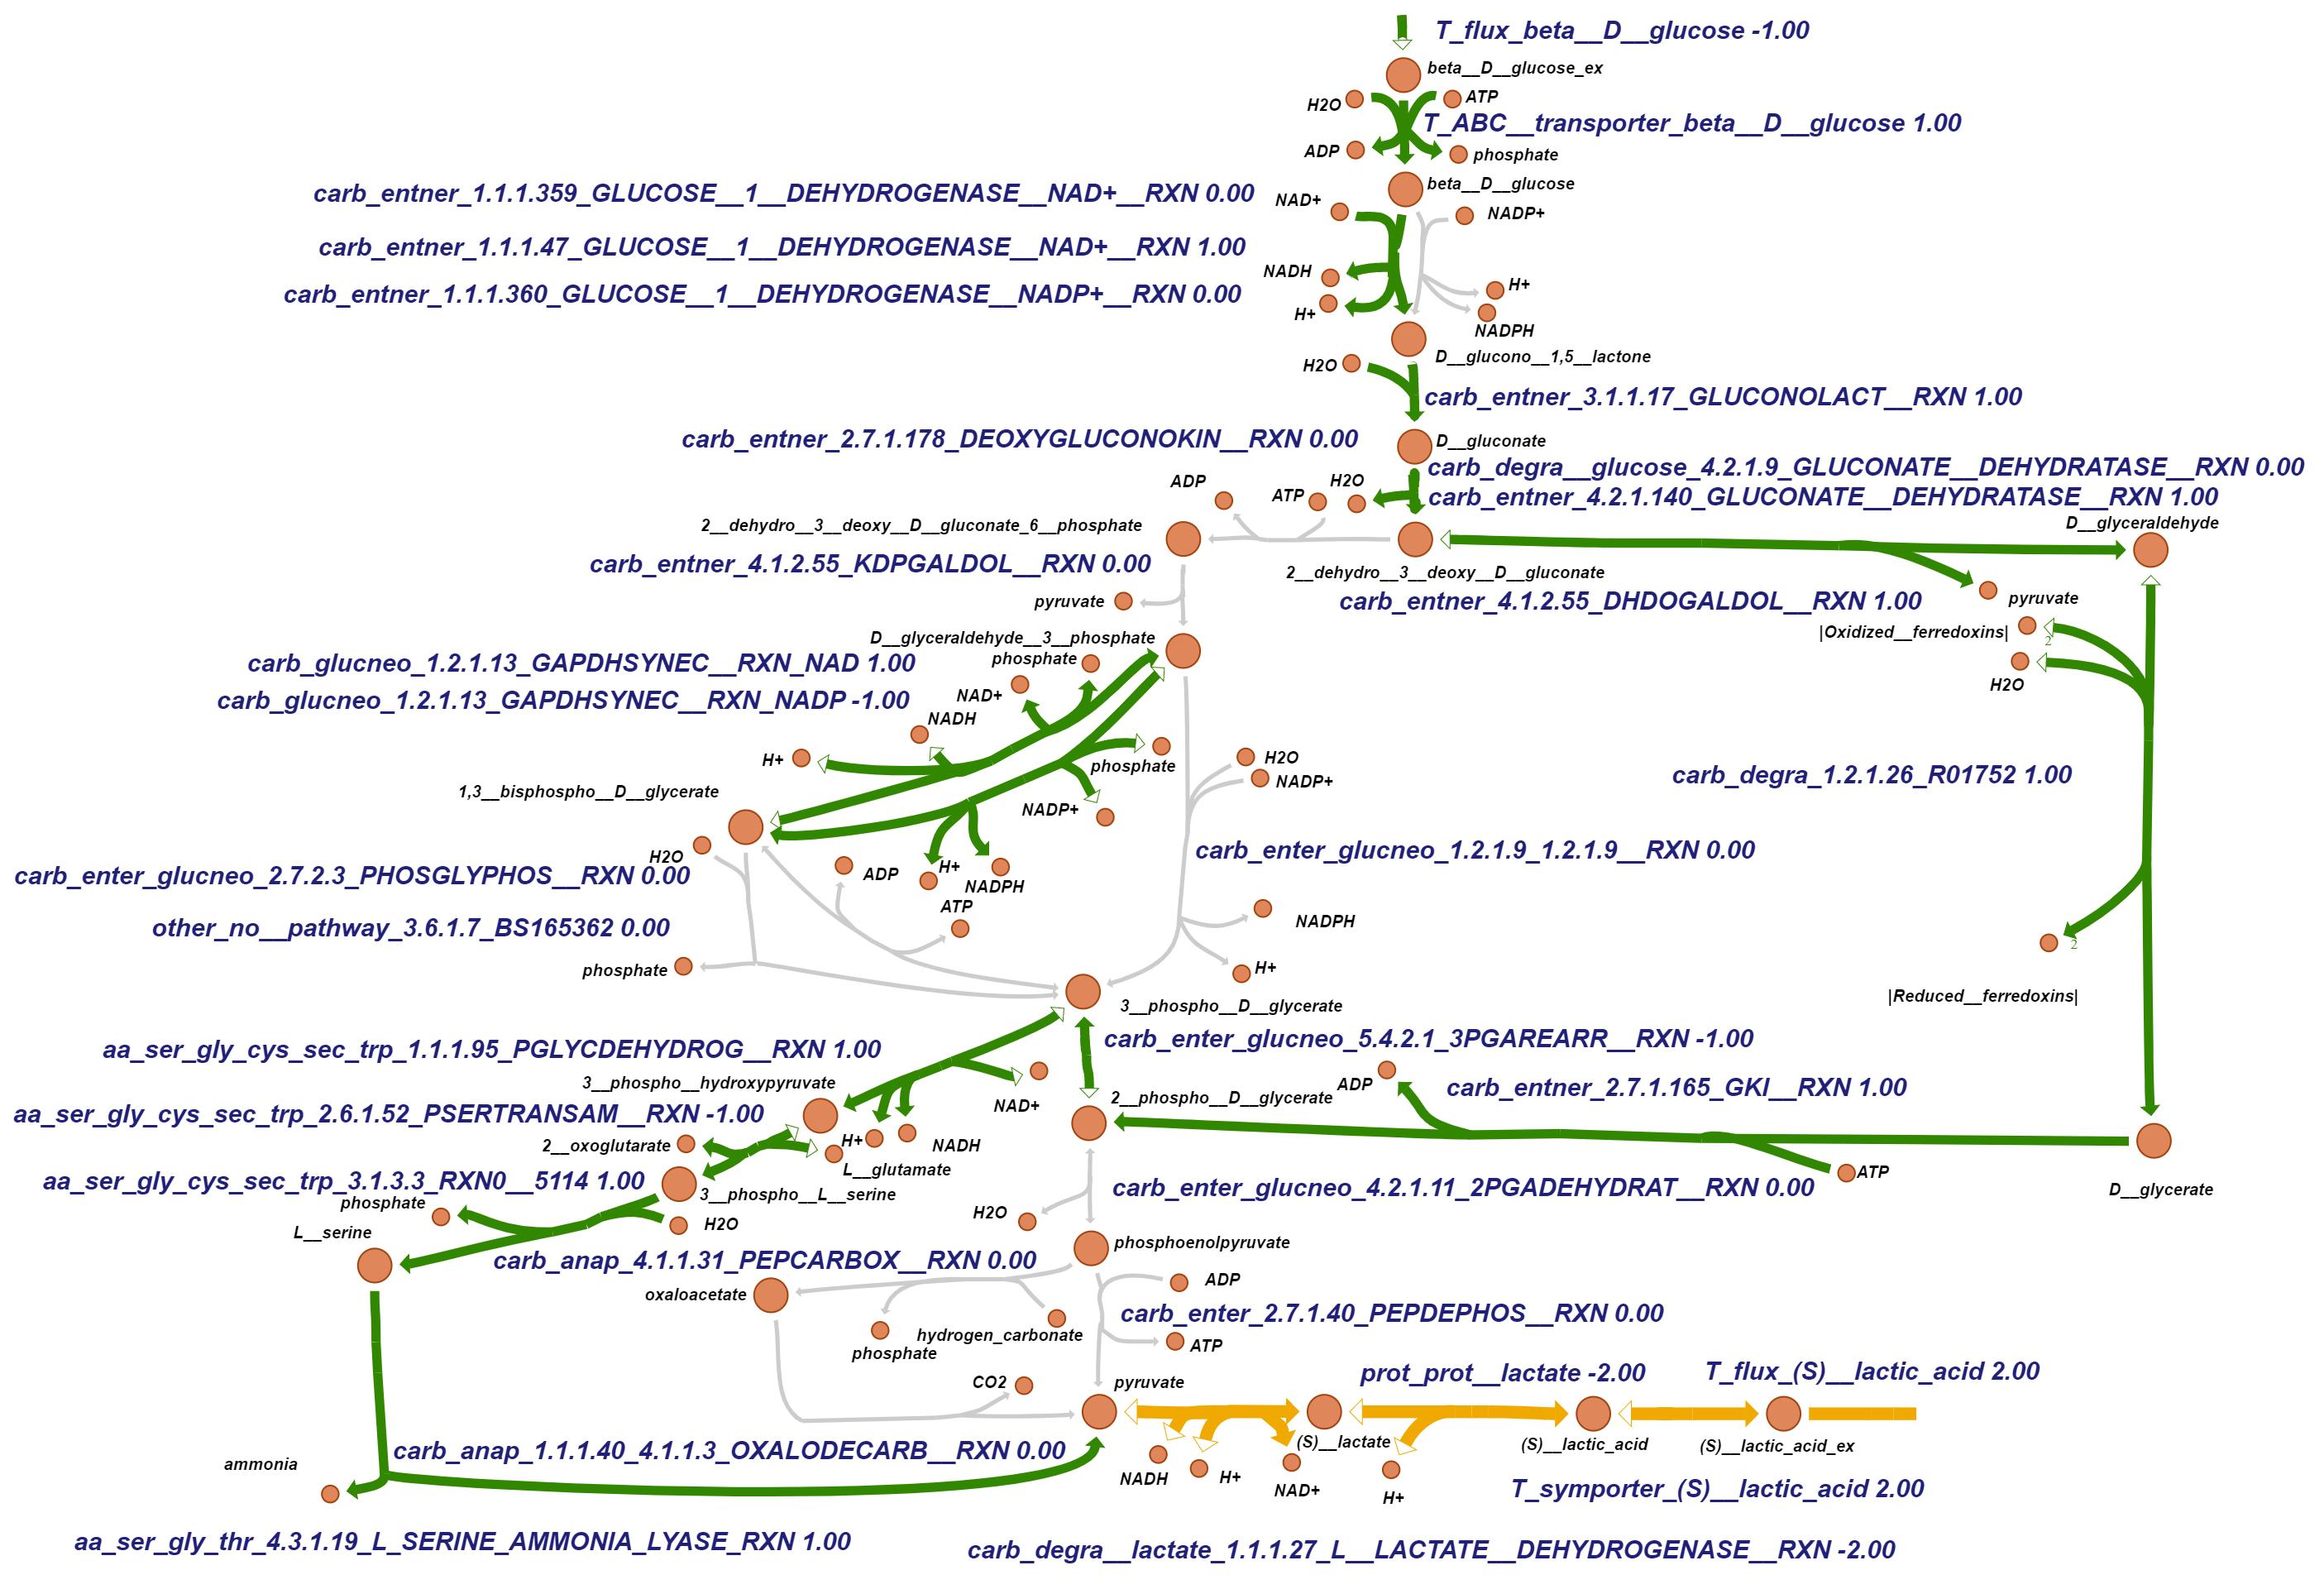 T_flux_beta__D__glucose -1.00
beta__D__glucose_ex
H2O
ATP
T_ABC__transporter_beta__D__glucose 1.00
ADP
phosphate
beta__D__glucose
carb_entner_1.1.1.359_GLUCOSE__1__DEHYDROGENASE__NAD+__RXN 0.00
NAD+
NADP+
carb_entner_1.1.1.47_GLUCOSE__1__DEHYDROGENASE__NAD+__RXN 1.00
NADH
H+
carb_entner_1.1.1.360_GLUCOSE__1__DEHYDROGENASE__NADP+__RXN 0.00
H+
NADPH
D__glucono__1,5__lactone
H2O
carb_entner_3.1.1.17_GLUCONOLACT__RXN 1.00
carb_entner_2.7.1.178_DEOXYGLUCONOKIN__RXN 0.00
D__gluconate
carb_degra__glucose_4.2.1.9_GLUCONATE__DEHYDRATASE__RXN 0.00
ADP
ATP
H2O
carb_entner_4.2.1.140_GLUCONATE__DEHYDRATASE__RXN 1.00
2__dehydro__3__deoxy__D__gluconate_6__phosphate
D__glyceraldehyde
carb_entner_4.1.2.55_KDPGALDOL__RXN 0.00
2__dehydro__3__deoxy__D__gluconate
pyruvate
carb_entner_4.1.2.55_DHDOGALDOL__RXN 1.00
pyruvate
D__glyceraldehyde__3__phosphate
|Oxidized__ferredoxins|
2
carb_glucneo_1.2.1.13_GAPDHSYNEC__RXN_NAD 1.00
phosphate
H2O
carb_glucneo_1.2.1.13_GAPDHSYNEC__RXN_NADP -1.00
NAD+
NADH
H+
phosphate
carb_degra_1.2.1.26_R01752 1.00
H2O
NADP+
1,3__bisphospho__D__glycerate
NADP+
H2O
carb_enter_glucneo_1.2.1.9_1.2.1.9__RXN 0.00
carb_enter_glucneo_2.7.2.3_PHOSGLYPHOS__RXN 0.00
ADP
H+
NADPH
ATP
other_no__pathway_3.6.1.7_BS165362 0.00
NADPH
2
phosphate
H+
|Reduced__ferredoxins|
3__phospho__D__glycerate
aa_ser_gly_cys_sec_trp_1.1.1.95_PGLYCDEHYDROG__RXN 1.00
carb_enter_glucneo_5.4.2.1_3PGAREARR__RXN -1.00
3__phospho__hydroxypyruvate
ADP
carb_entner_2.7.1.165_GKI__RXN 1.00
NAD+
2__phospho__D__glycerate
aa_ser_gly_cys_sec_trp_2.6.1.52_PSERTRANSAM__RXN -1.00
2__oxoglutarate
H+
NADH
L__glutamate
ATP
aa_ser_gly_cys_sec_trp_3.1.3.3_RXN0__5114 1.00
carb_enter_glucneo_4.2.1.11_2PGADEHYDRAT__RXN 0.00
D__glycerate
phosphate
3__phospho__L__serine
H2O
H2O
L__serine
phosphoenolpyruvate
carb_anap_4.1.1.31_PEPCARBOX__RXN 0.00
ADP
oxaloacetate
carb_enter_2.7.1.40_PEPDEPHOS__RXN 0.00
hydrogen_carbonate
phosphate
ATP
CO2
pyruvate
prot_prot__lactate -2.00
T_flux_(S)__lactic_acid 2.00
carb_anap_1.1.1.40_4.1.1.3_OXALODECARB__RXN 0.00
(S)__lactate
(S)__lactic_acid
(S)__lactic_acid_ex
ammonia
NADH
H+
NAD+
H+
T_symporter_(S)__lactic_acid 2.00
aa_ser_gly_thr_4.3.1.19_L_SERINE_AMMONIA_LYASE_RXN 1.00
carb_degra__lactate_1.1.1.27_L__LACTATE__DEHYDROGENASE__RXN -2.00